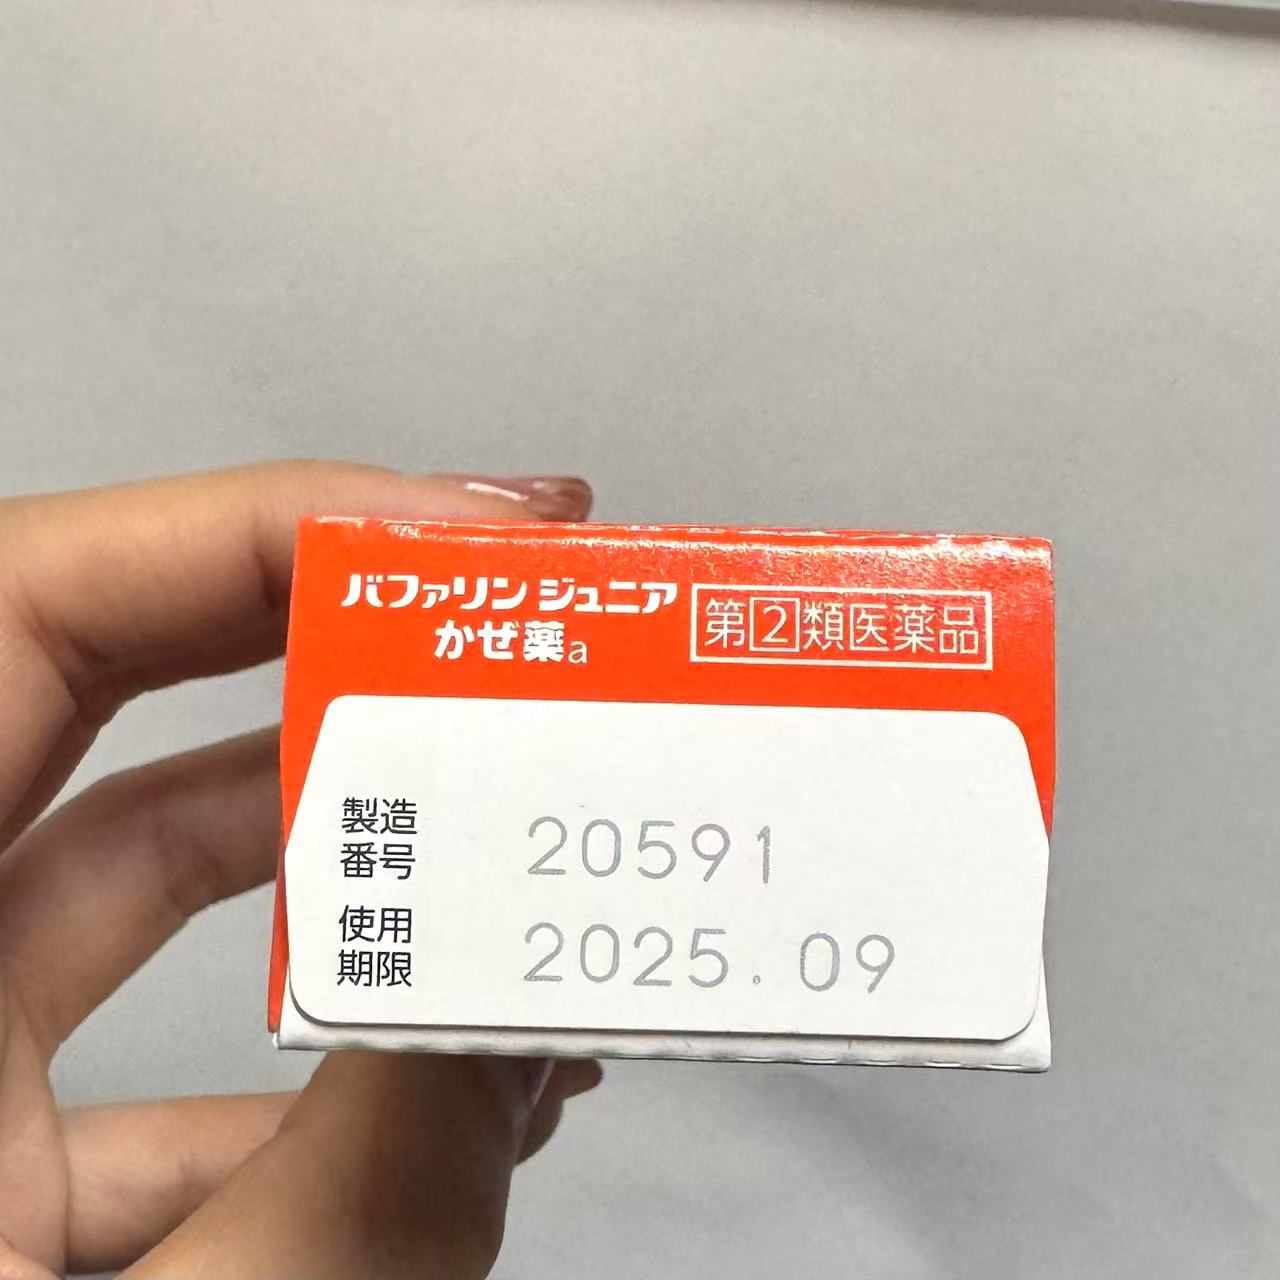 バファリン ジュニア
かぜ薬a
第②類医薬品
製造
番号
20591
使用
期限
2025.09